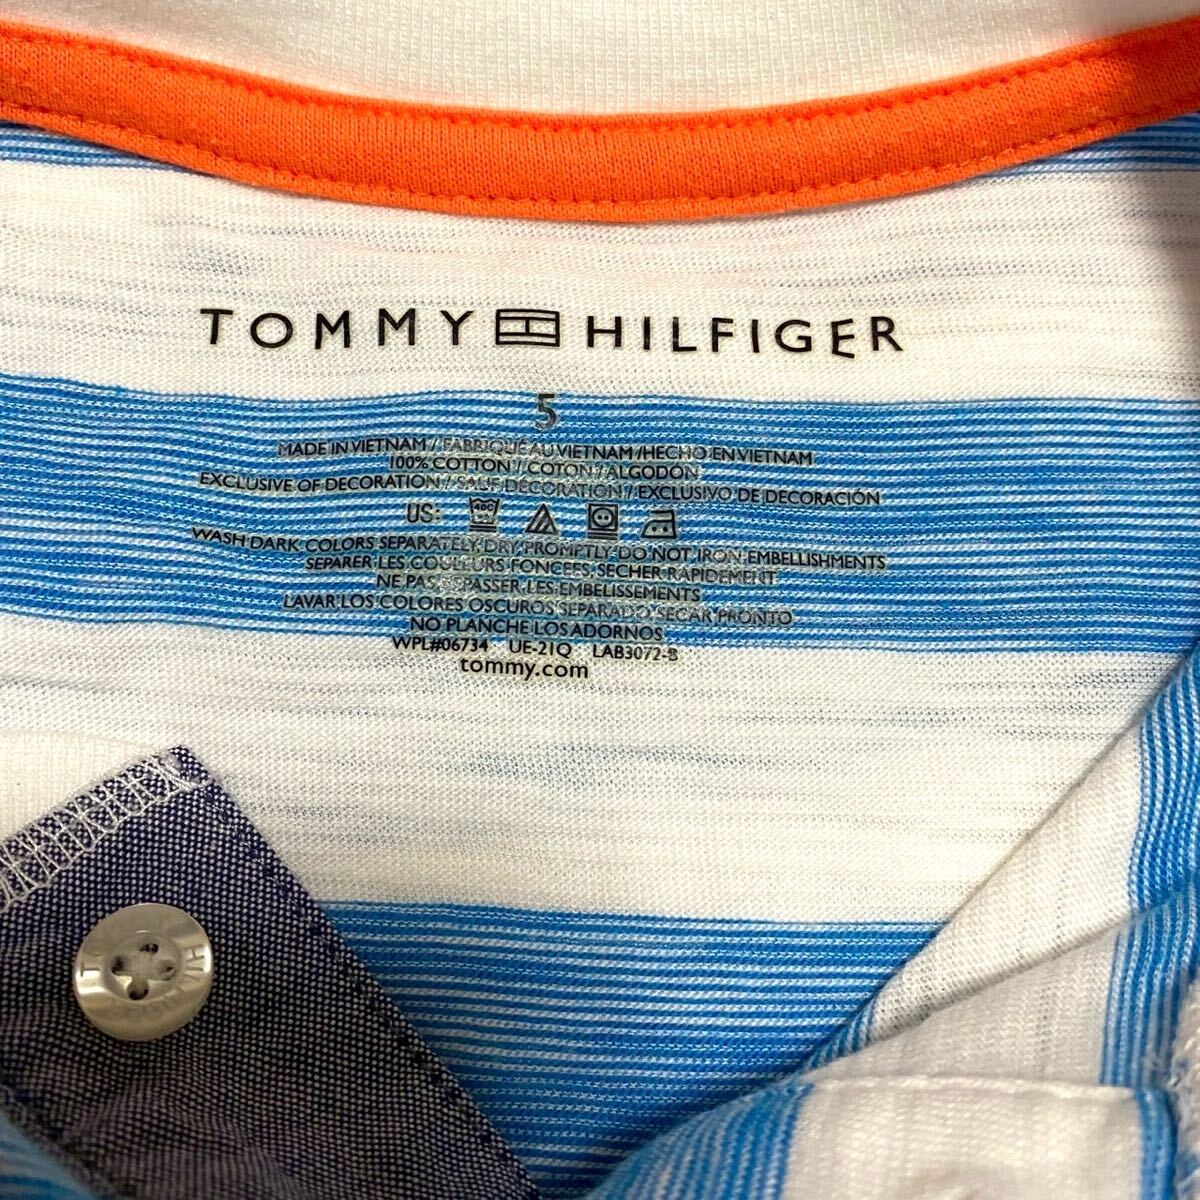 TOMMY HILFIGER
5
MADE IN VIETNAM / FABRIQUÉ AU VIETNAM /HECHO EN VIETNAM
100% COTTON / COTON / ALGODÓN
EXCLUSIVE OF DECORATION / SAUF DÉCORATION / EXCLUSIVO DE DECORACIÓN
US:
WASH DARK COLORS SEPARATELY, DRY PROMPTLY DO NOT IRON EMBELLISHMENTS
SEPARER LES COULEURS FONCEES, SECHER RAPIDEMENT
NE PAS REPASSER LES EMBELISSEMENTS
LAVAR LOS COLORES OSCUROS SEPARADO SECAR PRONTO
NO PLANCHE LOS ADORNOS
WPL#06734 UE-21Q LAB3072-B
tommy.com